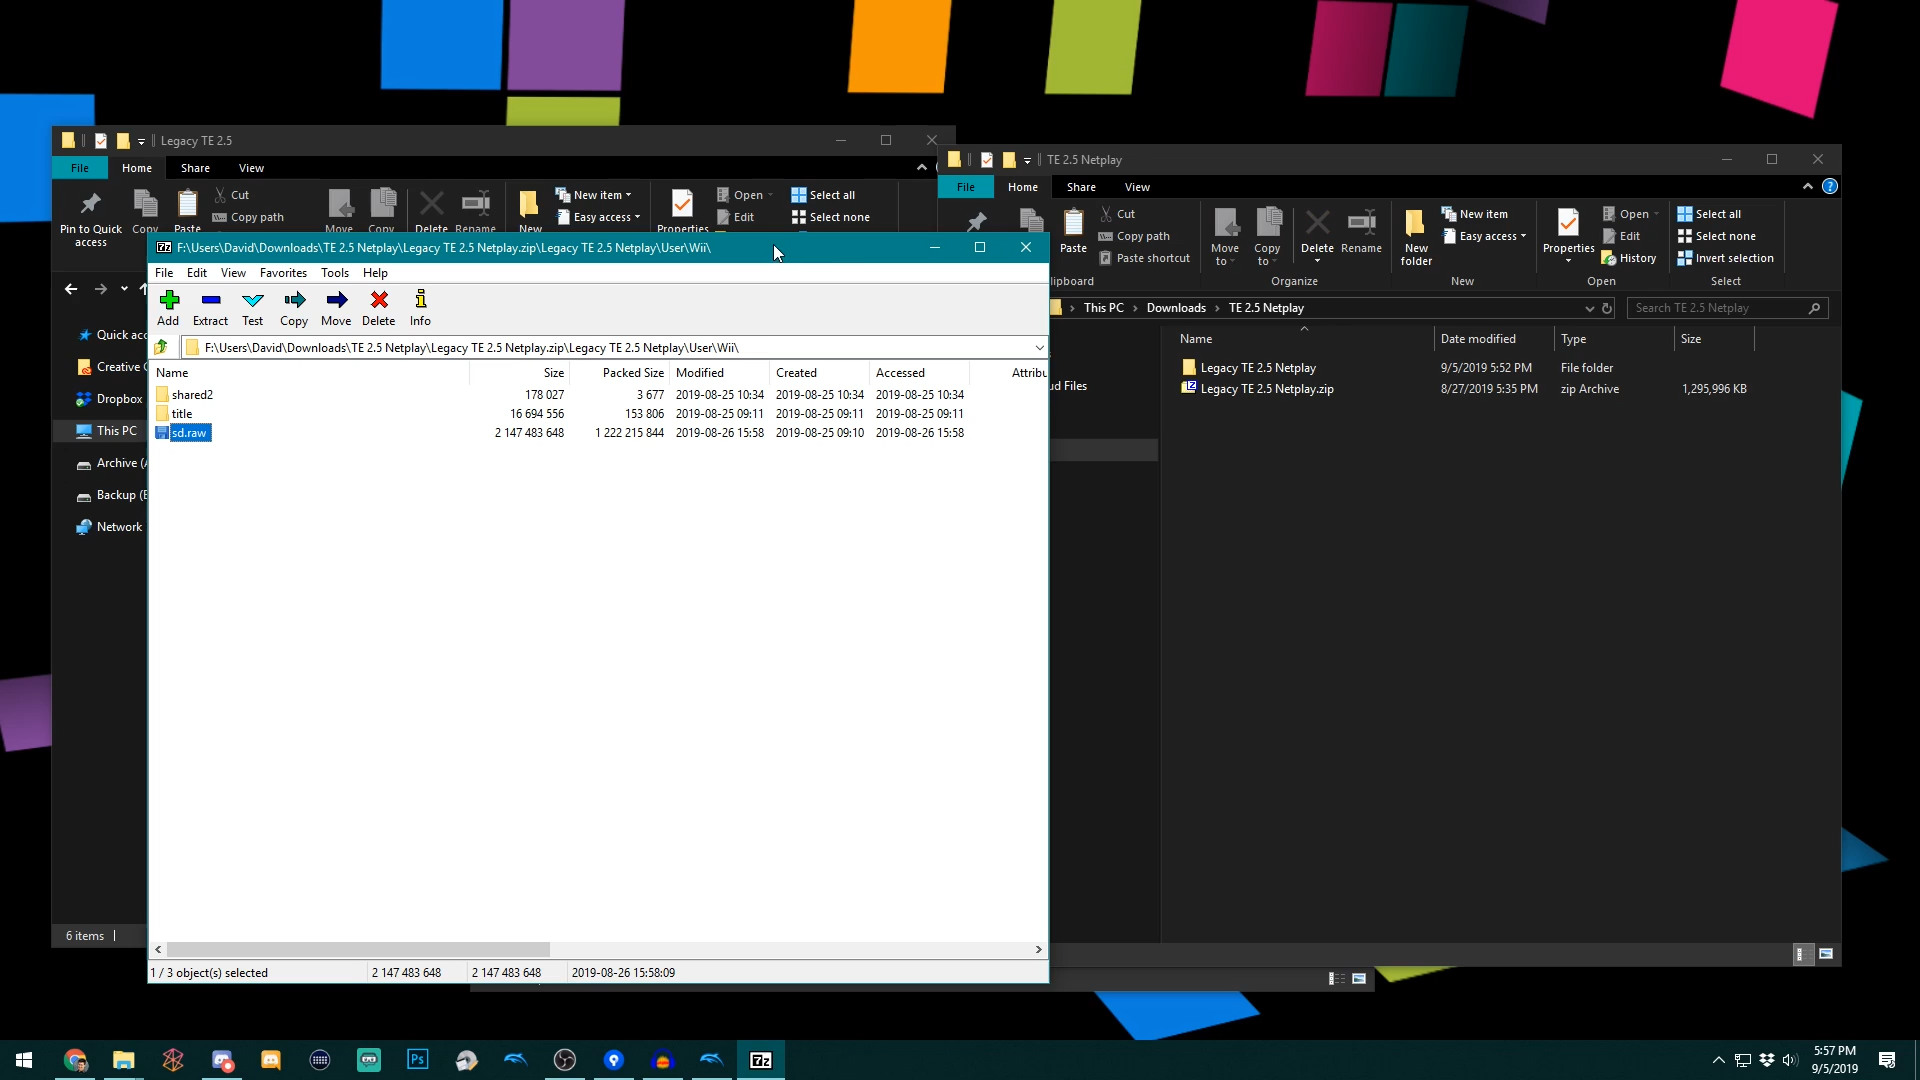 Legacy TE 2.5
File Home Share View
Pin to Quick access
Copy
Paste
Cut
Copy path
Move
Copy
Delete
Rename
New
New item
Easy access
Properties
Open
Edit
Select all
Select none
Quick acc
Creative
Dropbox
This PC
Archive (
Backup (E
Network
6 items
TE 2.5 Netplay
File Home Share View
Paste
Cut
Copy path
Paste shortcut
lipboard
Move to
Copy to
Delete
Rename
Organize
New folder
New item
Easy access
New
Properties
Open
Edit
History
Open
Select all
Select none
Invert selection
Select
This PC > Downloads > TE 2.5 Netplay
Search TE 2.5 Netplay
ud Files
Name Date modified Type Size
Legacy TE 2.5 Netplay 9/5/2019 5:52 PM File folder
Legacy TE 2.5 Netplay.zip 8/27/2019 5:35 PM zip Archive 1,295,996 KB
7z F:\Users\David\Downloads\TE 2.5 Netplay\Legacy TE 2.5 Netplay.zip\Legacy TE 2.5 Netplay\User\Wii\
File Edit View Favorites Tools Help
Add Extract Test Copy Move Delete Info
F:\Users\David\Downloads\TE 2.5 Netplay\Legacy TE 2.5 Netplay.zip\Legacy TE 2.5 Netplay\User\Wii\
Name Size Packed Size Modified Created Accessed Attribu
shared2 178 027 3 677 2019-08-25 10:34 2019-08-25 10:34 2019-08-25 10:34
title 16 694 556 153 806 2019-08-25 09:11 2019-08-25 09:11 2019-08-25 09:11
sd.raw 2 147 483 648 1 222 215 844 2019-08-26 15:58 2019-08-25 09:10 2019-08-26 15:58
1 / 3 object(s) selected 2 147 483 648 2 147 483 648 2019-08-26 15:58:09
Ps
7z
5:57 PM
9/5/2019